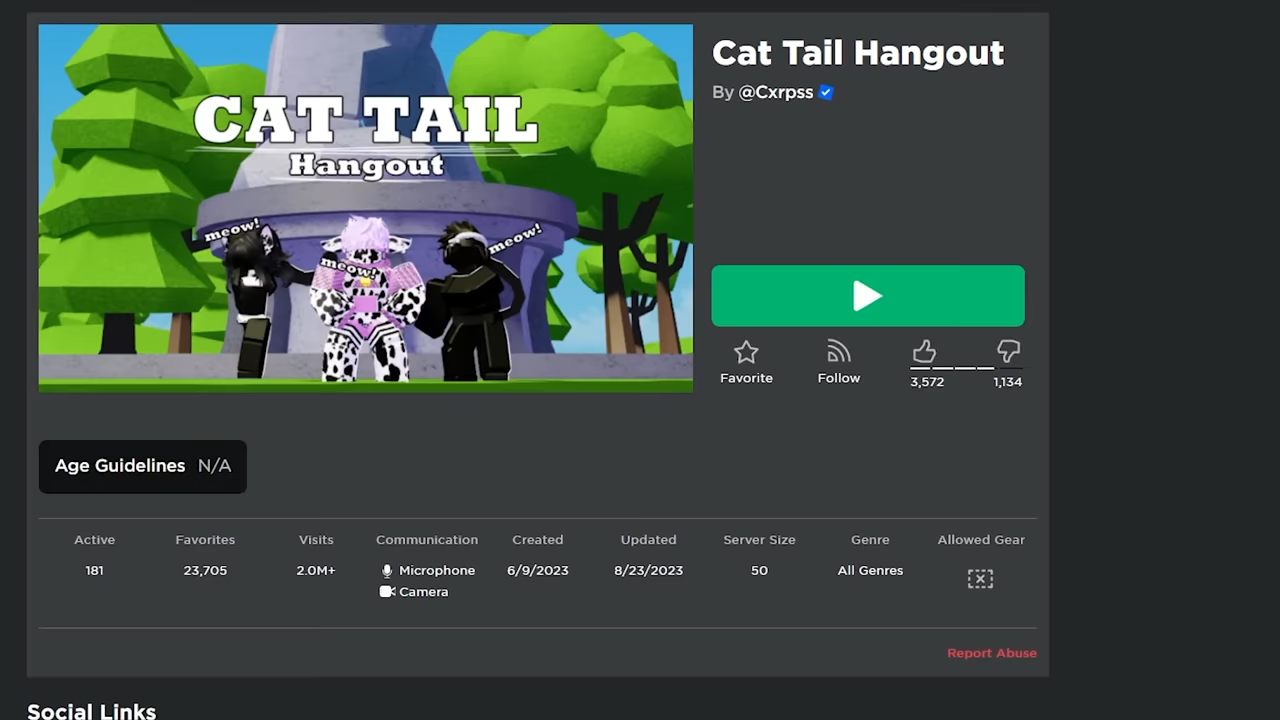 CAT TAIL
Hangout
meow!
meow!
meow!
Cat Tail Hangout
By @Cxrpss
Favorite
Follow
3,572
1,134
Age Guidelines N/A
Active Favorites Visits Communication Created Updated Server Size Genre Allowed Gear
181 23,705 2.0M+ Microphone 6/9/2023 8/23/2023 50 All Genres
Camera
Report Abuse
Social Links